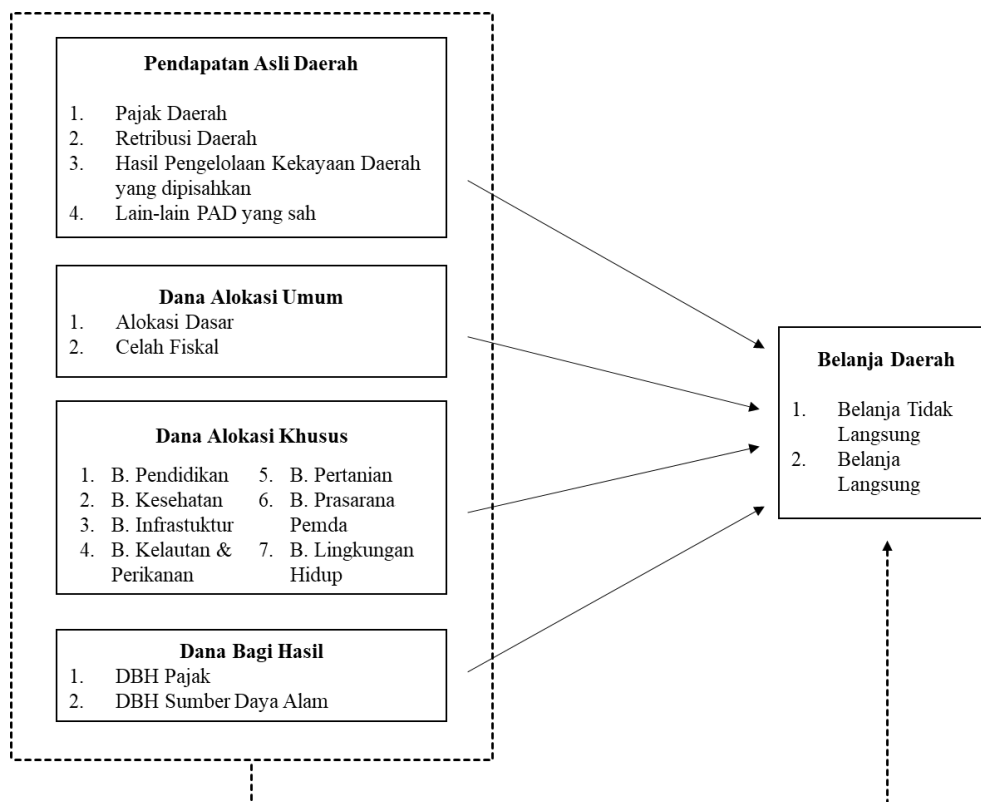 Pendapatan Asli Daerah
1. Pajak Daerah
2. Retribusi Daerah
3. Hasil Pengelolaan Kekayaan Daerah
yang dipisahkan
4. Lain-lain PAD yang sah
Dana Alokasi Umum
1. Alokasi Dasar
2. Celah Fiskal
Dana Alokasi Khusus
1. B. Pendidikan
2. B. Kesehatan
3. B. Infrastuktur
4. B. Kelautan &
Perikanan
5. B. Pertanian
6. B. Prasarana
Pemda
7. B. Lingkungan
Hidup
Dana Bagi Hasil
1. DBH Pajak
2. DBH Sumber Daya Alam
Belanja Daerah
1. Belanja Tidak
Langsung
2. Belanja
Langsung